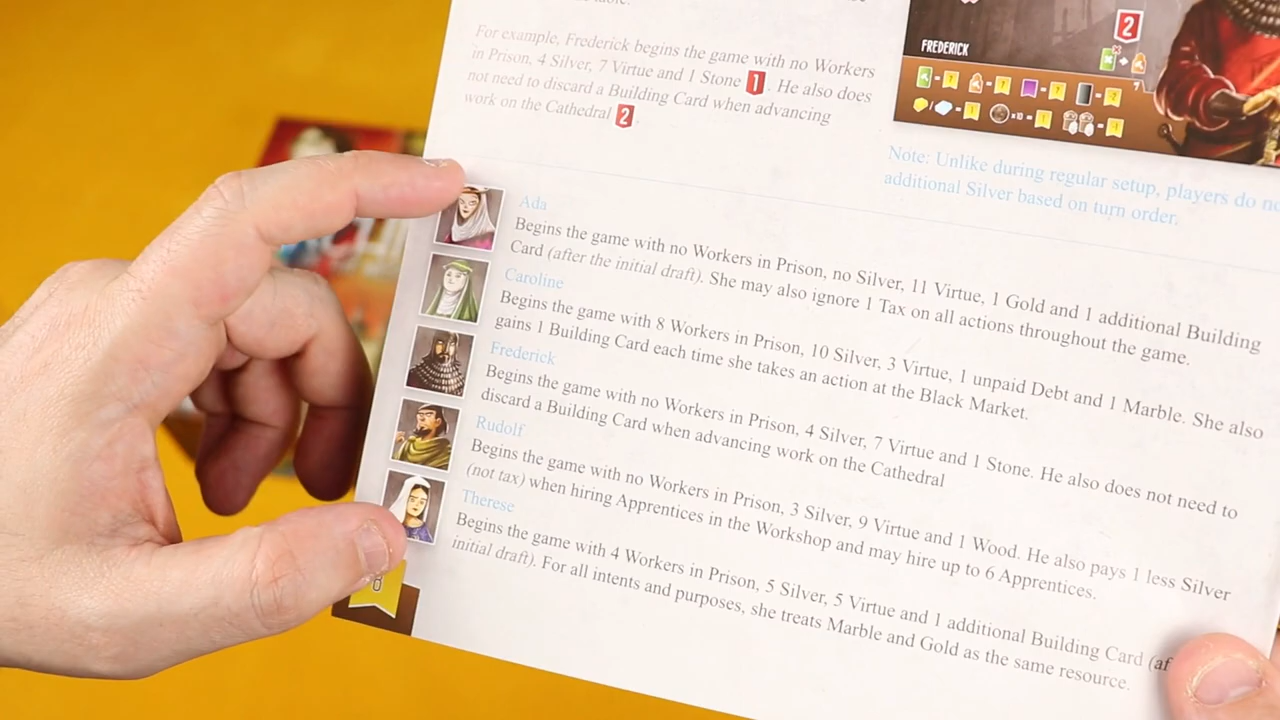 For example, Frederick begins the game with no Workers
in Prison, 4 Silver, 7 Virtue and 1 Stone 1. He also does
not need to discard a Building Card when advancing
work on the Cathedral 2.
2
FREDERICK
Note: Unlike during regular setup, players do
additional Silver based on turn order.
Ada
Begins the game with no Workers in Prison, no Silver, 11 Virtue, 1 Gold and 1 additional Building
Card (after the initial draft). She may also ignore 1 Tax on all actions throughout the game.
Caroline
Begins the game with 8 Workers in Prison, 10 Silver, 3 Virtue, 1 unpaid Debt and 1 Marble. She also
gains 1 Building Card each time she takes an action at the Black Market.
Frederick
Begins the game with no Workers in Prison, 4 Silver, 7 Virtue and 1 Stone. He also does not need to
discard a Building Card when advancing work on the Cathedral
Rudolf
Begins the game with no Workers in Prison, 3 Silver, 9 Virtue and 1 Wood. He also pays 1 less Silver
(not tax) when hiring Apprentices in the Workshop and may hire up to 6 Apprentices.
Therese
Begins the game with 4 Workers in Prison, 5 Silver, 5 Virtue and 1 additional Building Card
initial draft). For all intents and purposes, she treats Marble and Gold as the same resource.
8